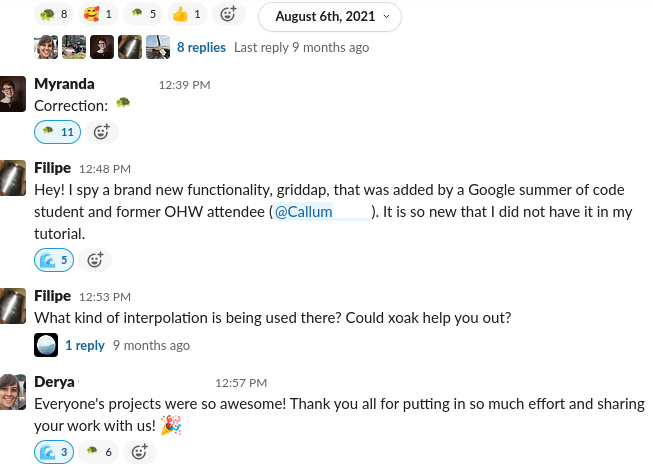 8 1 5 1 August 6th, 2021
8 replies Last reply 9 months ago
Myranda 12:39 PM
Correction:
11
Filipe 12:48 PM
Hey! I spy a brand new functionality, griddap, that was added by a Google summer of code
student and former OHW attendee (@Callum ). It is so new that I did not have it in my
tutorial.
5
Filipe 12:53 PM
What kind of interpolation is being used there? Could xoak help you out?
1 reply 9 months ago
Derya 12:57 PM
Everyone's projects were so awesome! Thank you all for putting in so much effort and sharing
your work with us! 🎉
3 6